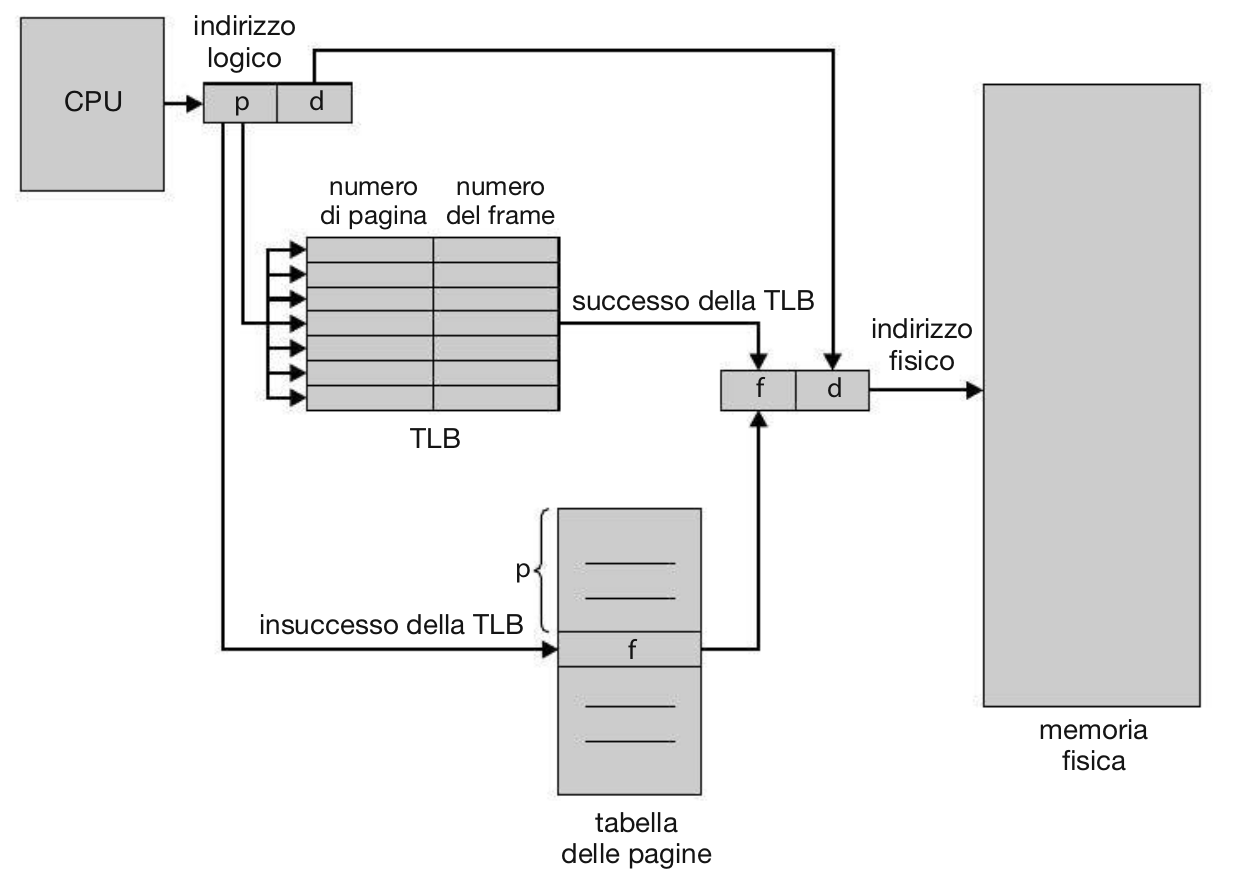 indirizzo
logico
CPU
p
d
numero
di pagina
numero
del frame
successo della TLB
indirizzo
fisico
f
d
TLB
p
insuccesso della TLB
f
memoria
fisica
tabella
delle pagine